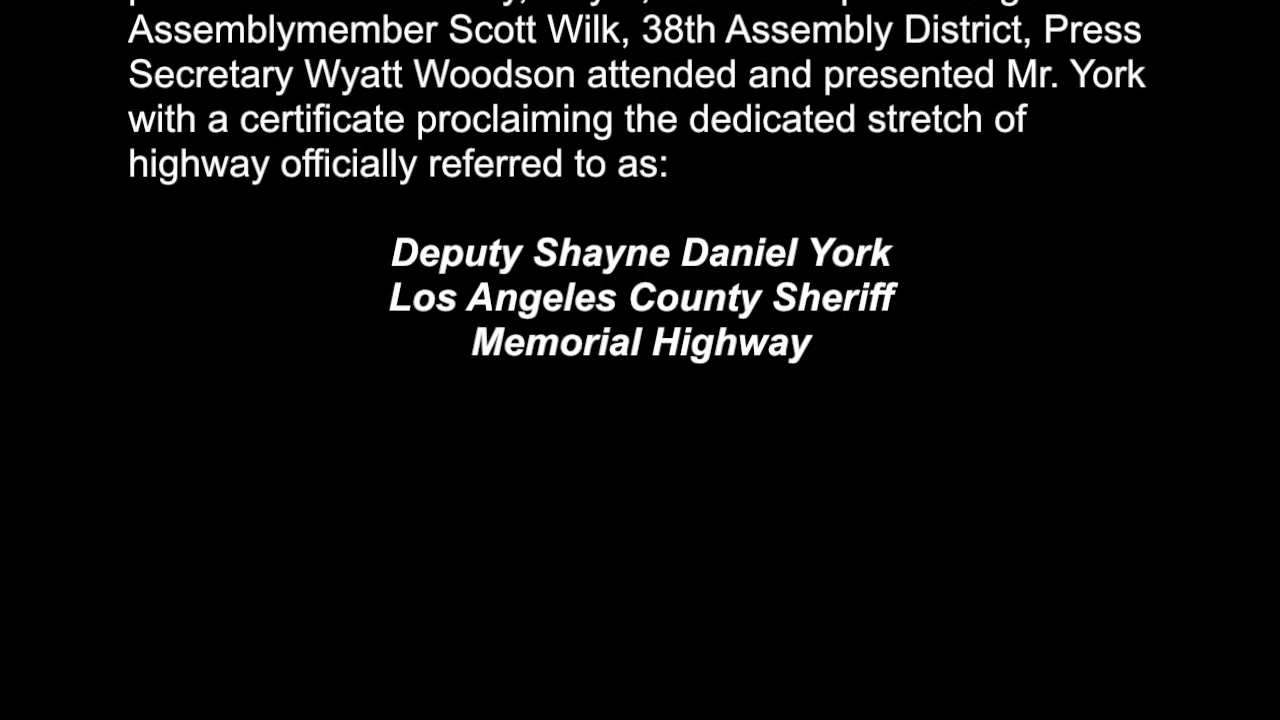 Assemblymember Scott Wilk, 38th Assembly District, Press
Secretary Wyatt Woodson attended and presented Mr. York
with a certificate proclaiming the dedicated stretch of
highway officially referred to as:
Deputy Shayne Daniel York
Los Angeles County Sheriff
Memorial Highway